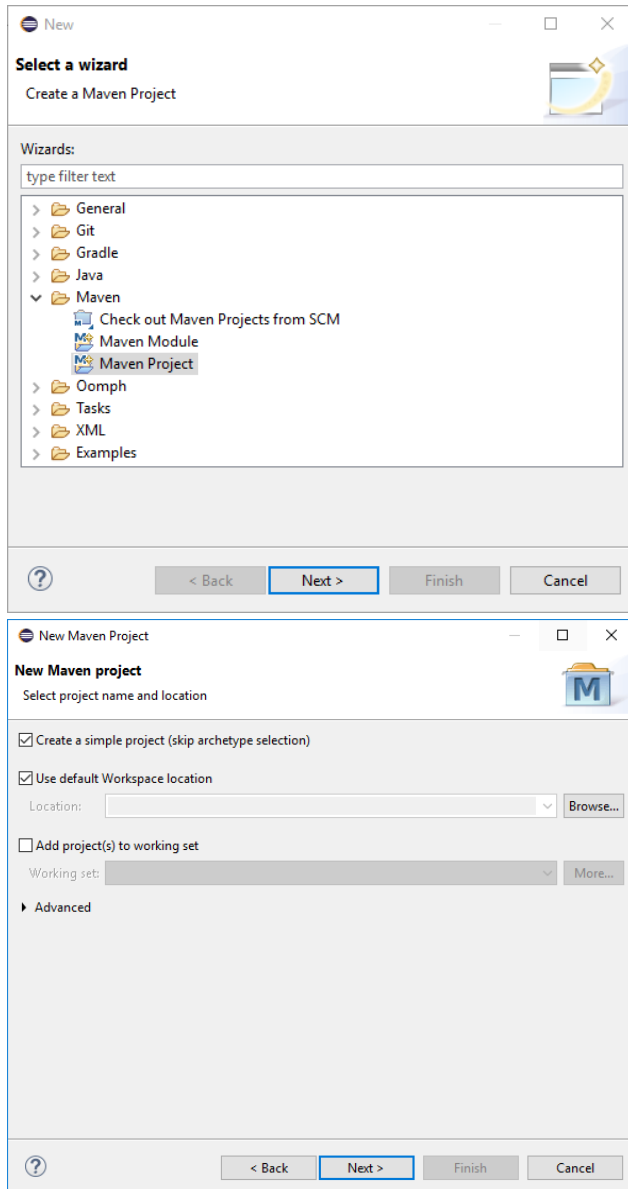 New
Select a wizard
Create a Maven Project
Wizards:
type filter text
General
Git
Gradle
Java
Maven
Check out Maven Projects from SCM
Maven Module
Maven Project
Oomph
Tasks
XML
Examples
< Back Next > Finish Cancel
New Maven Project
New Maven project
Select project name and location
Create a simple project (skip archetype selection)
Use default Workspace location
Location: Browse...
Add project(s) to working set
Working set: More...
Advanced
< Back Next > Finish Cancel